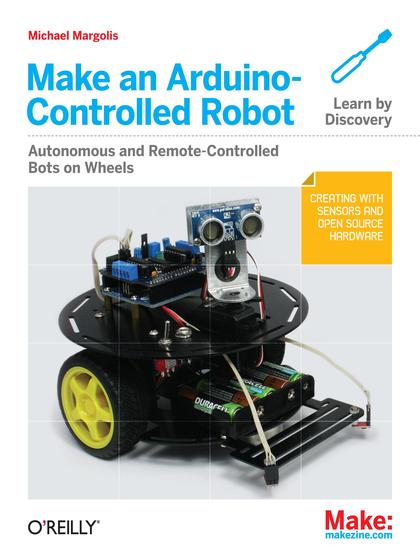 Michael Margolis
Make an Arduino-
Controlled Robot
Learn by
Discovery
Autonomous and Remote-Controlled
Bots on Wheels
CREATING WITH
SENSORS AND
OPEN SOURCE
HARDWARE
DURACELL
O'REILLY®
Make:
makezine.com